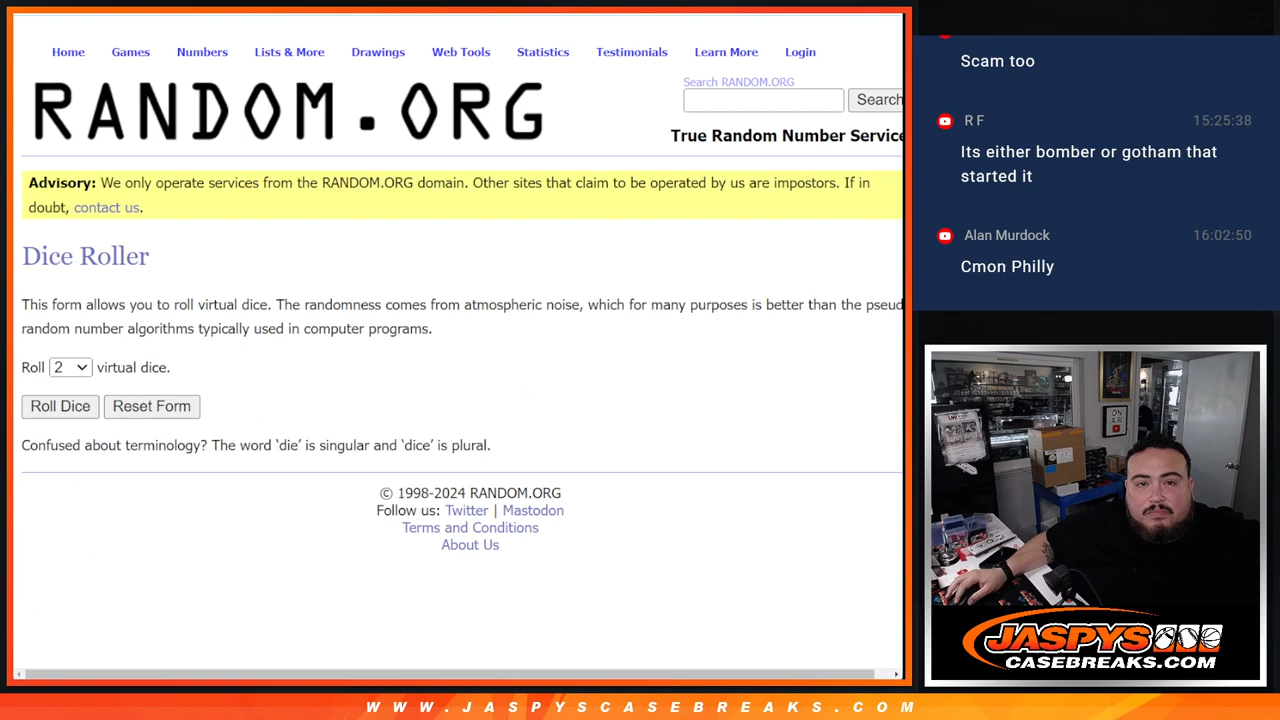 Home Games Numbers Lists & More Drawings Web Tools Statistics Testimonials Learn More Login
RANDOM.ORG
Search RANDOM.ORG
Search
True Random Number Service
Advisory: We only operate services from the RANDOM.ORG domain. Other sites that claim to be operated by us are impostors. If in
doubt, contact us.
Dice Roller
This form allows you to roll virtual dice. The randomness comes from atmospheric noise, which for many purposes is better than the pseud
random number algorithms typically used in computer programs.
Roll 2 virtual dice.
Roll Dice Reset Form
Confused about terminology? The word ‘die’ is singular and ‘dice’ is plural.
© 1998-2024 RANDOM.ORG
Follow us: Twitter | Mastodon
Terms and Conditions
About Us
Scam too
R F 15:25:38
Its either bomber or gotham that
started it
Alan Murdock 16:02:50
Cmon Philly
ON
AIR
JASPYS
CASEBREAKS.COM
WWW.JASPYSCASEBREAKS.COM